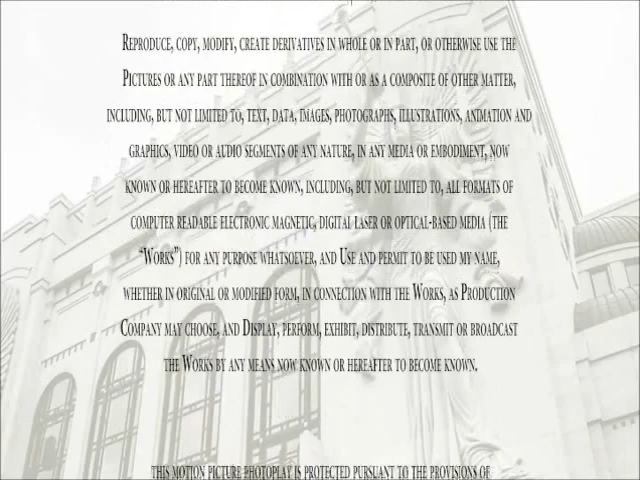 Reproduce, copy, modify, create derivatives in whole or in part, or otherwise use the
Pictures or any part thereof in combination with or as a composite of other matter,
including, but not limited to, text, data, images, photographs, illustrations, animation and
graphics, video or audio segments of any nature, in any media or embodiment, now
known or hereafter to become known, including, but not limited to, all formats of
computer readable electronic magnetic, digital laser or optical-based media (the
“Works”) for any purpose whatsoever, and Use and permit to be used my name,
whether in original or modified form, in connection with the Works, as Production
Company may choose, and Display, perform, exhibit, distribute, transmit or broadcast
the Works by any means now known or hereafter to become known.
this motion picture photoplay is protected pursuant to the provisions of